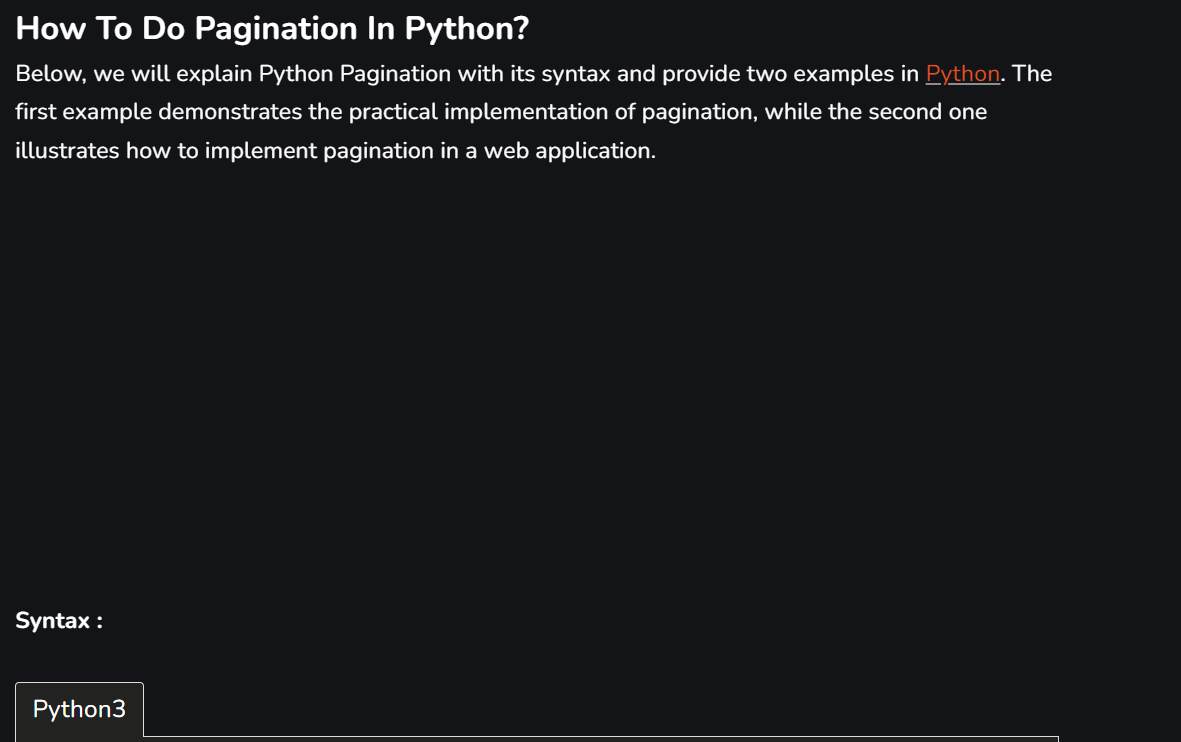 How To Do Pagination In Python?
Below, we will explain Python Pagination with its syntax and provide two examples in Python. The
first example demonstrates the practical implementation of pagination, while the second one
illustrates how to implement pagination in a web application.
Syntax :
Python3